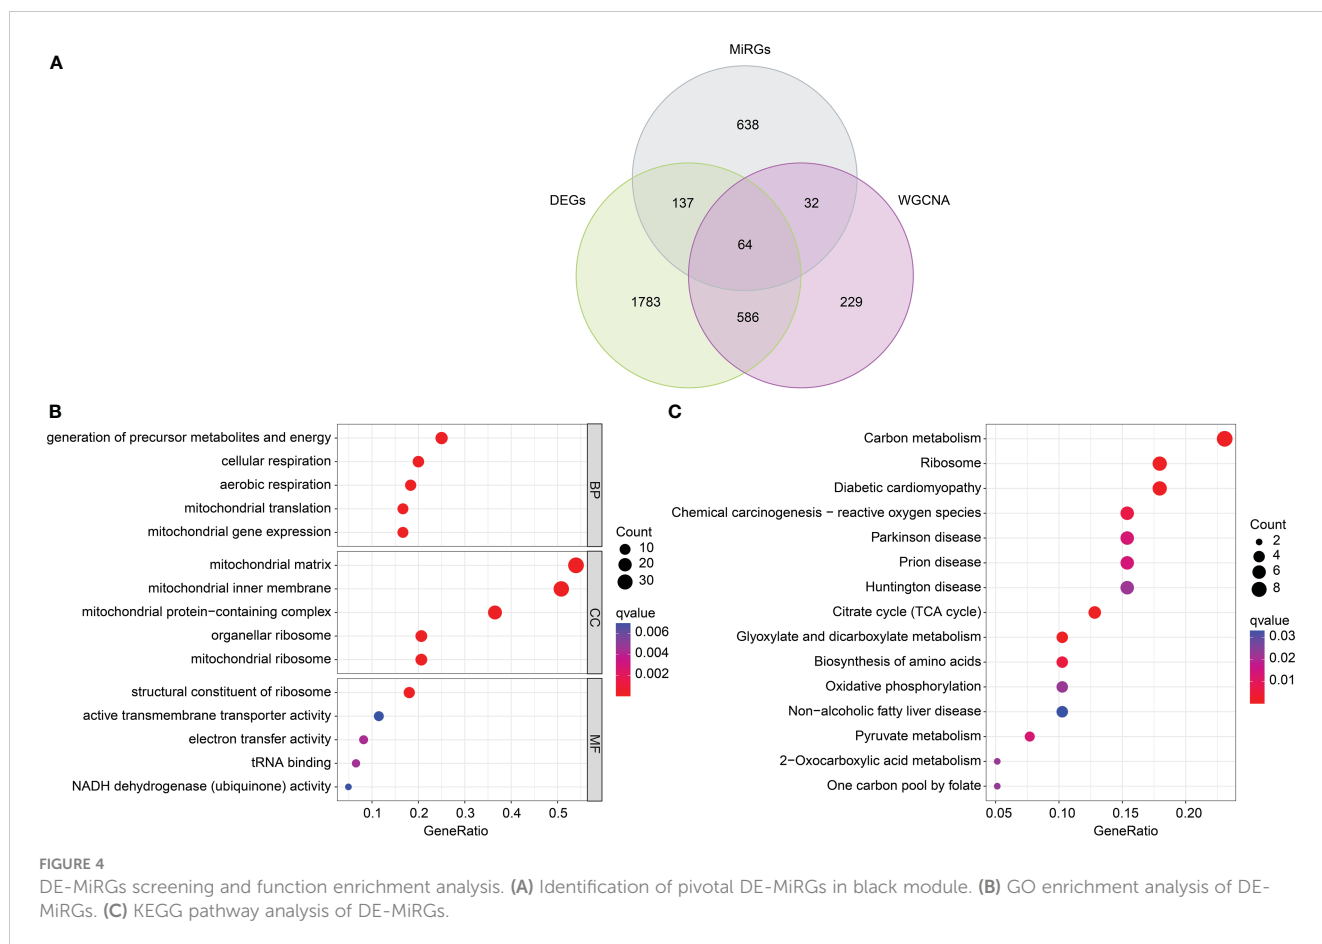 A
MiRGs
638
DEGs
137
32
WGCNA
64
1783
586
229
B
generation of precursor metabolites and energy
cellular respiration
aerobic respiration
mitochondrial translation
mitochondrial gene expression
BP
mitochondrial matrix
mitochondrial inner membrane
mitochondrial protein-containing complex
organellar ribosome
mitochondrial ribosome
CC
structural constituent of ribosome
active transmembrane transporter activity
electron transfer activity
tRNA binding
NADH dehydrogenase (ubiquinone) activity
MF
0.1 0.2 0.3 0.4 0.5
GeneRatio
Count
10
20
30
qvalue
0.006
0.004
0.002
C
Carbon metabolism
Ribosome
Diabetic cardiomyopathy
Chemical carcinogenesis − reactive oxygen species
Parkinson disease
Prion disease
Huntington disease
Citrate cycle (TCA cycle)
Glyoxylate and dicarboxylate metabolism
Biosynthesis of amino acids
Oxidative phosphorylation
Non−alcoholic fatty liver disease
Pyruvate metabolism
2−Oxocarboxylic acid metabolism
One carbon pool by folate
0.05 0.10 0.15 0.20
GeneRatio
Count
2
4
6
8
qvalue
0.03
0.02
0.01
FIGURE 4
DE-MiRGs screening and function enrichment analysis. (A) Identification of pivotal DE-MiRGs in black module. (B) GO enrichment analysis of DE-
MiRGs. (C) KEGG pathway analysis of DE-MiRGs.